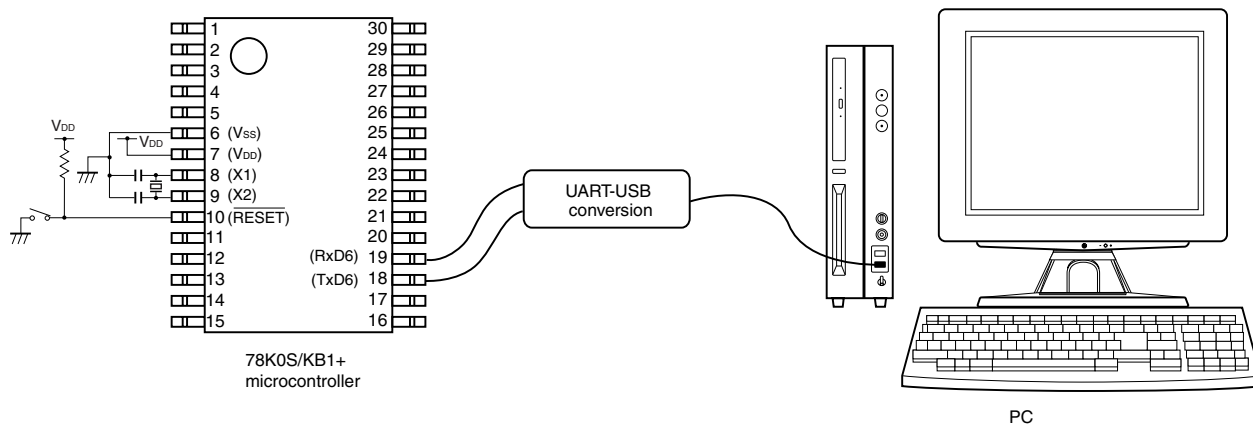 1
2
3
4
5
6 (VSS)
7 (VDD)
8 (X1)
9 (X2)
10 (RESET)
11
12
13
14
15
30
29
28
27
26
25
24
23
22
21
20
(RxD6) 19
(TxD6) 18
17
16
VDD
VDD
78K0S/KB1+
microcontroller
UART-USB
conversion
PC